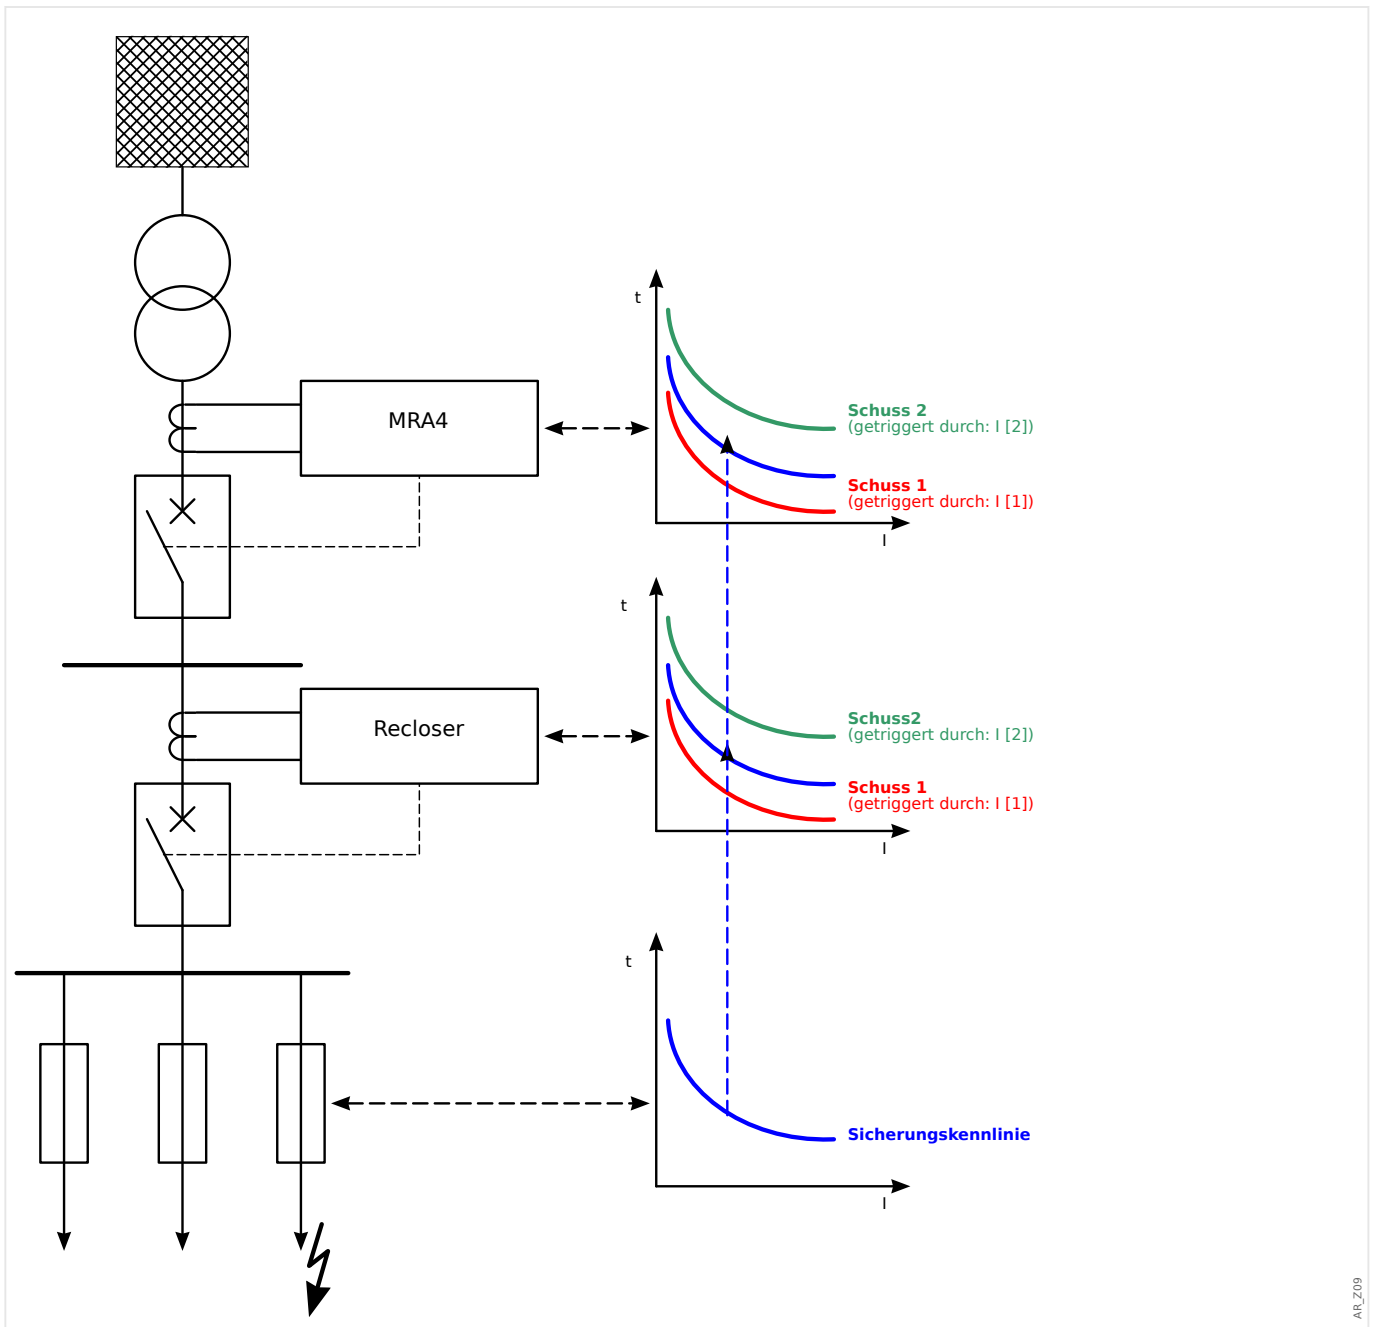 t
MRA4
Schuss 2
(getriggert durch: I [2])
Schuss 1
(getriggert durch: I [1])
I
t
Recloser
Schuss2
(getriggert durch: I [2])
Schuss 1
(getriggert durch: I [1])
I
t
Sicherungskennlinie
I
AR_Z09